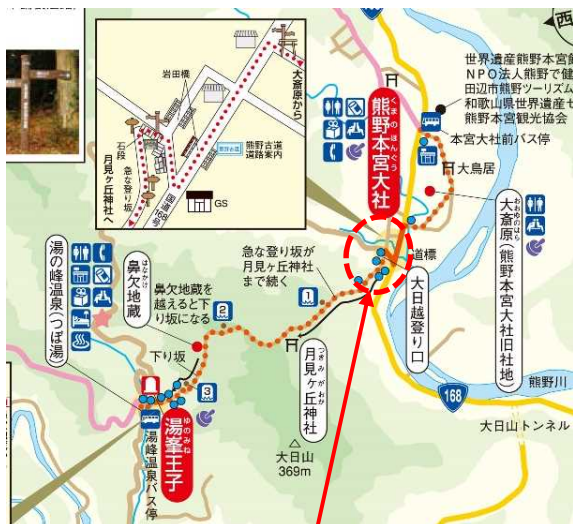 西
世界遺産熊野本宮館
NPO法人熊野で健
田辺市熊野ツーリズム
和歌山県世界遺産セ
熊野本宮観光協会
本宮大社前バス停
大鳥居
くまのほんぐう
熊野本宮大社
おおゆのはら
大斎原(熊野本宮大社旧社地)
道標
大日越登り口
熊野川
168
大日山トンネル
岩田橋
大斎原から
石段
急な登り坂
月見ヶ丘神社へ
国道168号
熊野古道
道路案内
GS
急な登り坂が
月見ヶ丘神社
まで続く
1
2
3
はなかけ
鼻欠地蔵
鼻欠地蔵を
越えると下
り坂になる
下り坂
湯の峰温泉(つぼ湯)
つきみがおか
月見ヶ丘神社
大日山
369m
ゆのみね
湯峯王子
湯峰温泉バス停